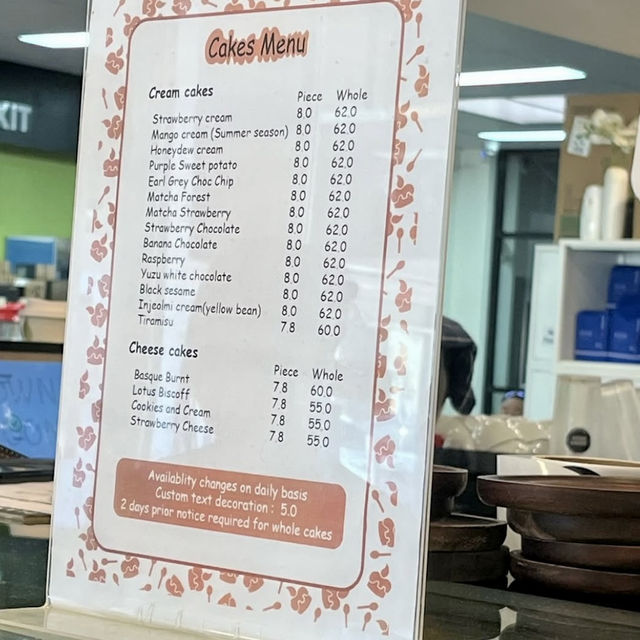 KIT
Cakes Menu
Cream cakes Piece Whole
Strawberry cream 8.0 62.0
Mango cream (Summer season) 8.0 62.0
Honeydew cream 8.0 62.0
Purple Sweet potato 8.0 62.0
Earl Grey Choc Chip 8.0 62.0
Matcha Forest 8.0 62.0
Matcha Strawberry 8.0 62.0
Strawberry Chocolate 8.0 62.0
Banana Chocolate 8.0 62.0
Raspberry 8.0 62.0
Yuzu white chocolate 8.0 62.0
Black sesame 8.0 62.0
Injeolmi cream(yellow bean) 8.0 62.0
Tiramisu 7.8 60.0
Cheese cakes Piece Whole
Basque Burnt 7.8 60.0
Lotus Biscoff 7.8 55.0
Cookies and Cream 7.8 55.0
Strawberry Cheese 7.8 55.0
Availablity changes on daily basis
Custom text decoration : 5.0
2 days prior notice required for whole cakes